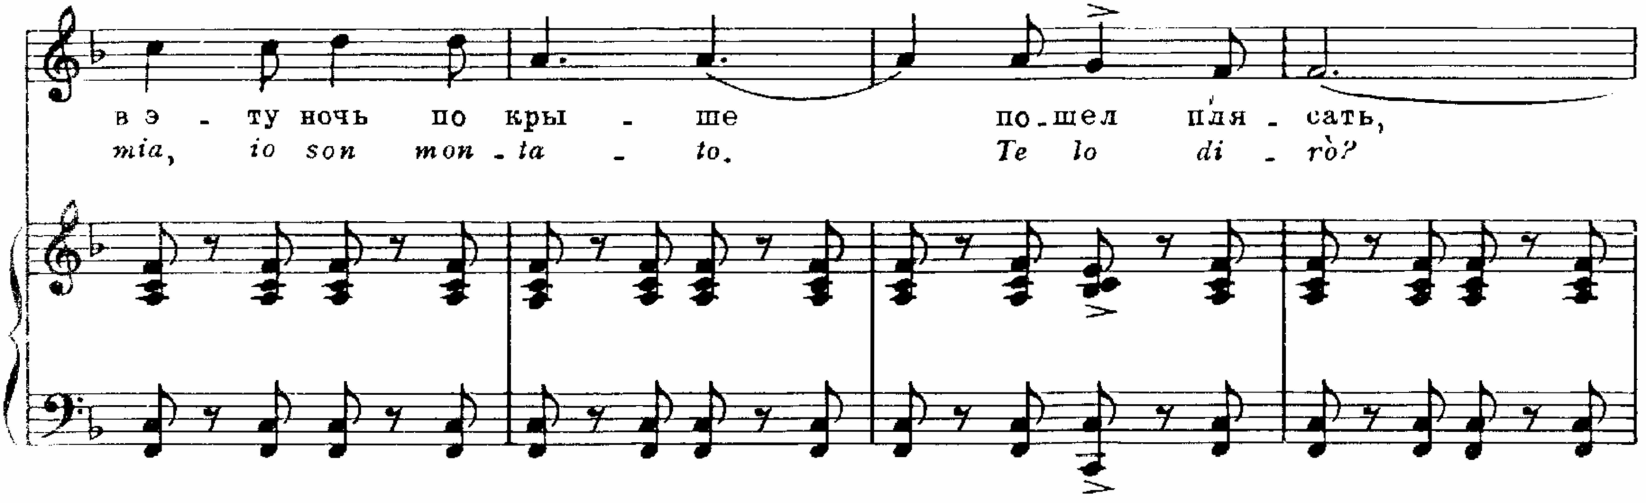 в э - ту ночь по кры - ше по-шел пля - сать,
mia, io son mon - ta - to. Te lo di - rò?